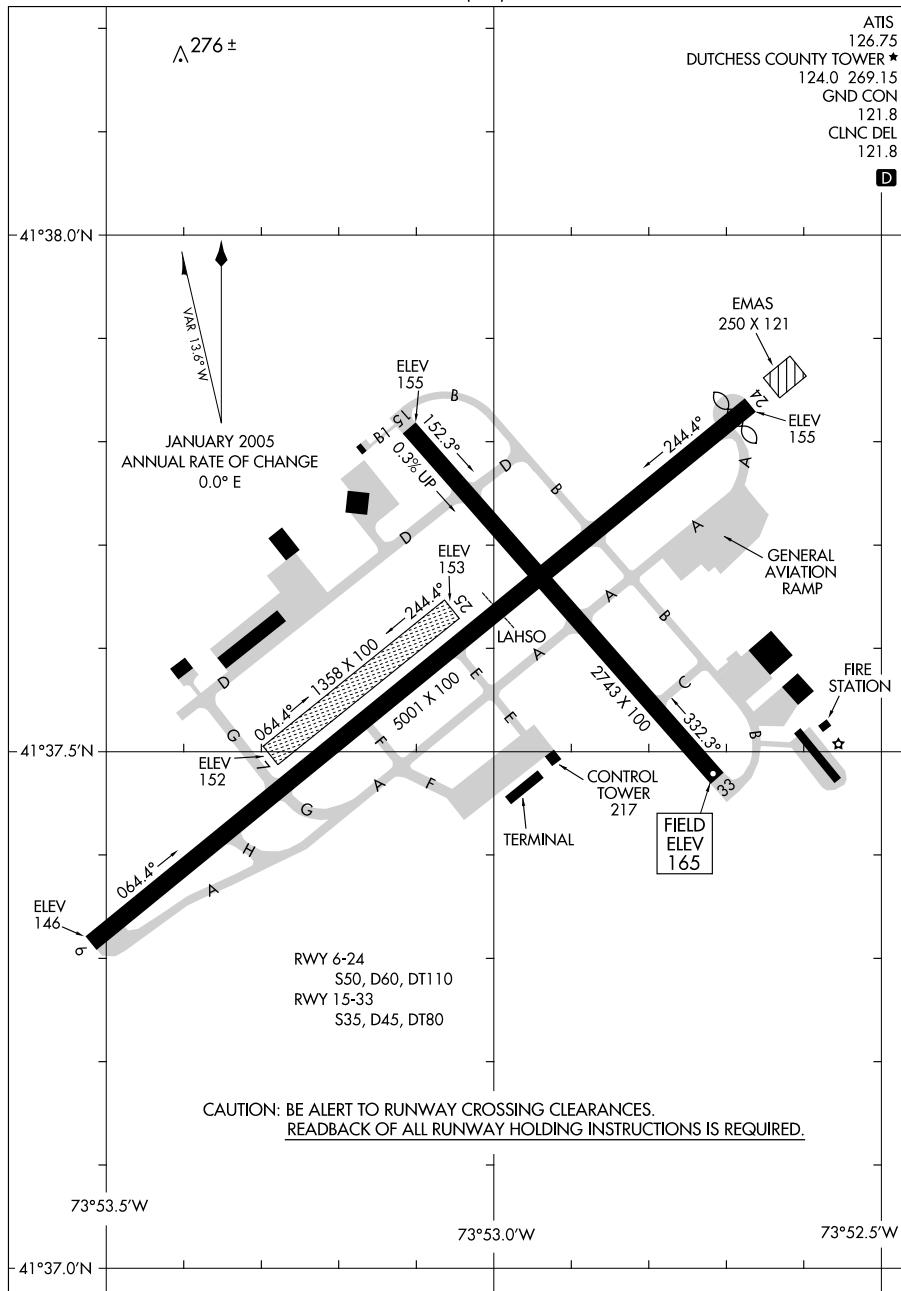 276 ±
ATIS
126.75
DUTCHESS COUNTY TOWER ★
124.0 269.15
GND CON
121.8
CLNC DEL
121.8
D
41°38.0'N
VAR 13.6° W
JANUARY 2005
ANNUAL RATE OF CHANGE
0.0° E
EMAS
250 X 121
ELEV
155
B
15
B1
152.3°
0.3% UP
D
B
24
ELEV
155
244.4°
A
D
B
A
GENERAL
AVIATION
RAMP
ELEV
153
25
244.4°
1358 X 100
064.4°
7
ELEV
152
LAHSO
A
B
A
E
E
5001 X 100
2743 X 100
C
332.3°
B
33
FIRE
STATION
D
G
F
F
A
G
H
A
41°37.5'N
CONTROL
TOWER
217
TERMINAL
FIELD
ELEV
165
064.4°
ELEV
146
6
RWY 6-24
S50, D60, DT110
RWY 15-33
S35, D45, DT80
CAUTION: BE ALERT TO RUNWAY CROSSING CLEARANCES.
READBACK OF ALL RUNWAY HOLDING INSTRUCTIONS IS REQUIRED.
73°53.5'W
73°53.0'W
73°52.5'W
41°37.0'N